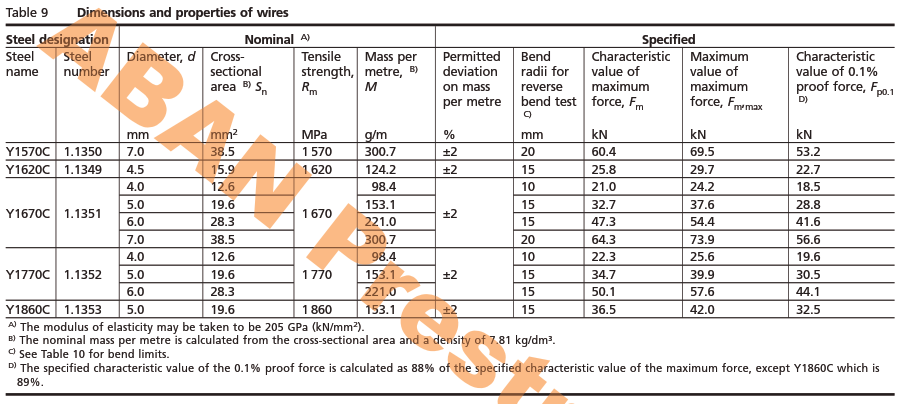 Table 9 Dimensions and properties of wires
Steel designation Nominal A) Specified
Steel name Steel number Diameter, d Cross-sectional area B) Sn Tensile strength, Rm Mass per metre, B) M Permitted deviation on mass per metre Bend radii for reverse bend test C) Characteristic value of maximum force, Fm Maximum value of maximum force, Fm,max Characteristic value of 0.1% proof force, Fp0.1 D)
mm mm² MPa g/m % mm kN kN kN
Y1570C 1.1350 7.0 38.5 1 570 300.7 ±2 20 60.4 69.5 53.2
Y1620C 1.1349 4.5 15.9 1 620 124.2 ±2 15 25.8 29.7 22.7
Y1670C 1.1351 4.0 12.6 1 670 98.4 ±2 10 21.0 24.2 18.5
5.0 19.6 153.1 15 32.7 37.6 28.8
6.0 28.3 221.0 15 47.3 54.4 41.6
7.0 38.5 300.7 20 64.3 73.9 56.6
Y1770C 1.1352 4.0 12.6 1 770 98.4 ±2 10 22.3 25.6 19.6
5.0 19.6 153.1 15 34.7 39.9 30.5
6.0 28.3 221.0 15 50.1 57.6 44.1
Y1860C 1.1353 5.0 19.6 1 860 153.1 ±2 15 36.5 42.0 32.5
A) The modulus of elasticity may be taken to be 205 GPa (kN/mm²).
B) The nominal mass per metre is calculated from the cross-sectional area and a density of 7.81 kg/dm³.
C) See Table 10 for bend limits.
D) The specified characteristic value of the 0.1% proof force is calculated as 88% of the specified characteristic value of the maximum force, except Y1860C which is
89%.
ABAN Prestr